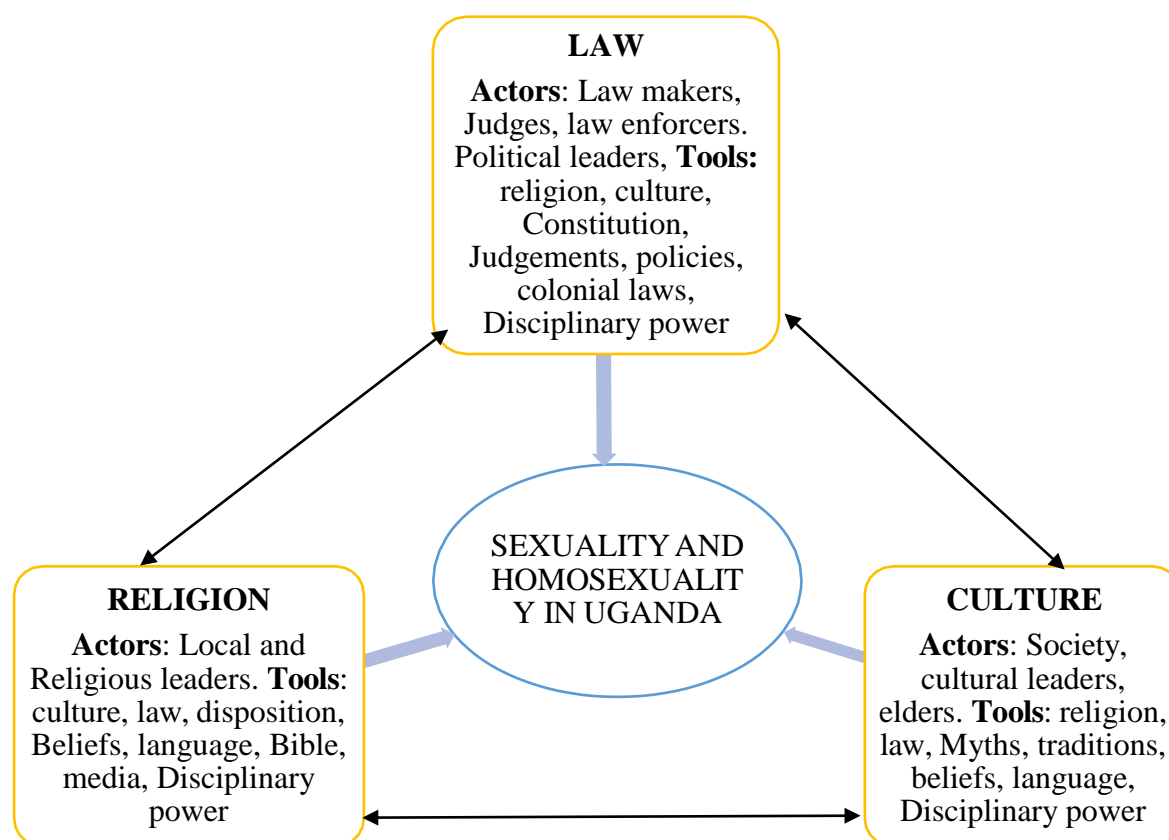 LAW
Actors: Law makers,
Judges, law enforcers.
Political leaders, Tools:
religion, culture,
Constitution,
Judgements, policies,
colonial laws,
Disciplinary power
SEXUALITY AND
HOMOSEXUALIT
Y IN UGANDA
RELIGION
Actors: Local and
Religious leaders. Tools:
culture, law, disposition,
Beliefs, language, Bible,
media, Disciplinary
power
CULTURE
Actors: Society,
cultural leaders,
elders. Tools: religion,
law, Myths, traditions,
beliefs, language,
Disciplinary power